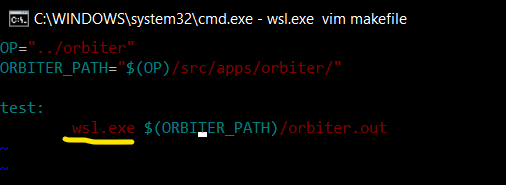 C:\WINDOWS\system32\cmd.exe - wsl.exe vim makefile
OP="../orbiter"
ORBITER_PATH="$(OP)/src/apps/orbiter/"
test:
wsl.exe $(ORBITER_PATH)/orbiter.out
~
~